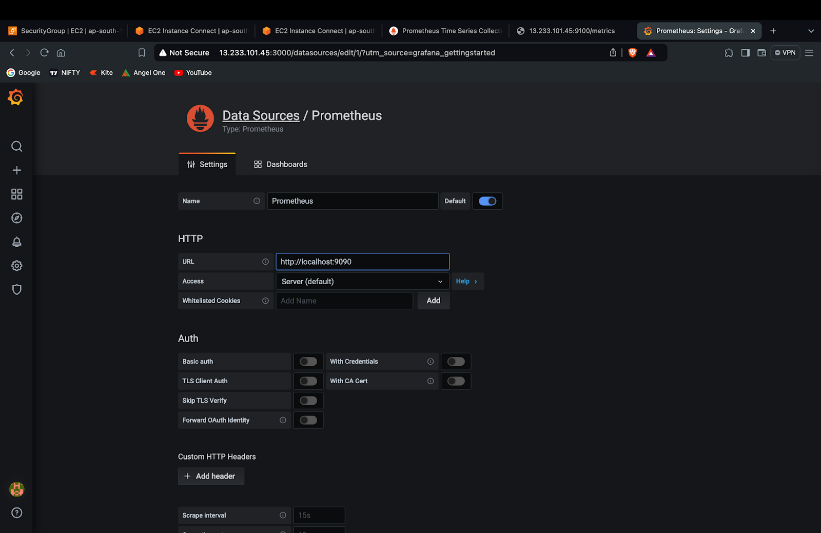 SecurityGroup | EC2 | ap-south-
EC2 Instance Connect | ap-sout
EC2 Instance Connect | ap-sout
Prometheus Time Series Collecti
13.233.101.45:9100/metrics
Prometheus: Settings - Graf
Not Secure 13.233.101.45:3000/datasources/edit/1/?utm_source=grafana_gettingstarted
VPN
Google NIFTY Kite Angel One YouTube
Data Sources / Prometheus
Type: Prometheus
Settings Dashboards
Name Prometheus Default
HTTP
URL http://localhost:9090
Access Server (default) Help
Whitelisted Cookies Add Name Add
Auth
Basic auth With Credentials
TLS Client Auth With CA Cert
Skip TLS Verify
Forward OAuth Identity
Custom HTTP Headers
+ Add header
Scrape interval 15s